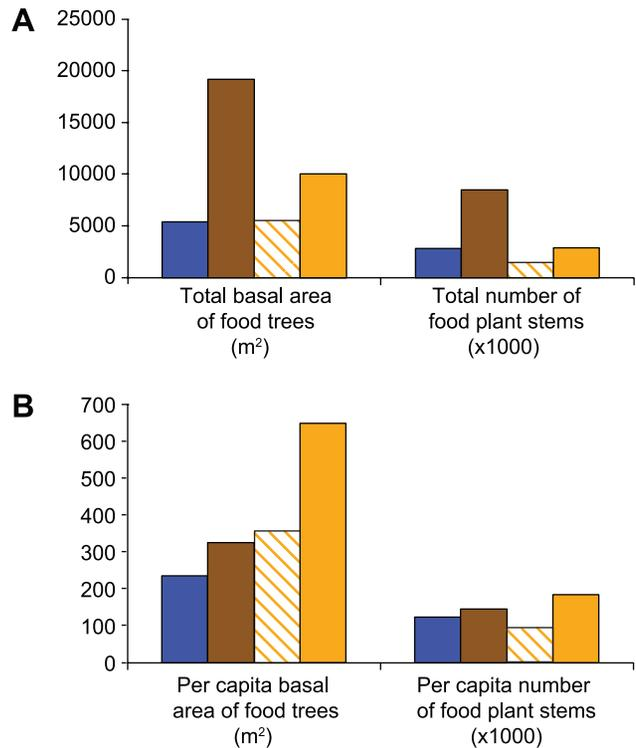 A
25000
20000
15000
10000
5000
0
Total basal area
of food trees
(m²)
Total number of
food plant stems
(x1000)
B
700
600
500
400
300
200
100
0
Per capita basal
area of food trees
(m²)
Per capita number
of food plant stems
(x1000)